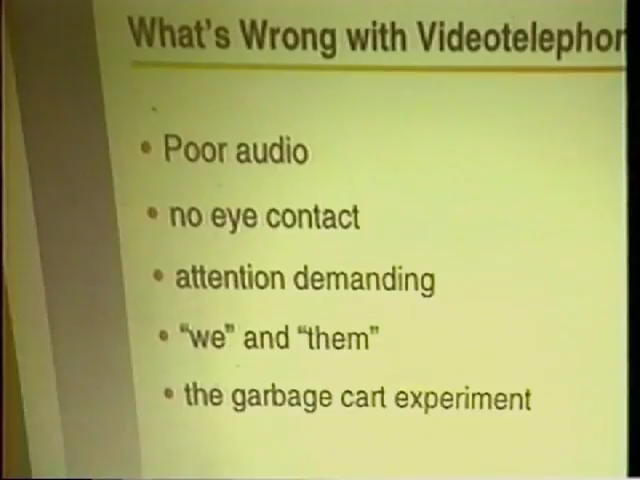 What's Wrong with Videotelephon
• Poor audio
• no eye contact
• attention demanding
• “we” and “them”
• the garbage cart experiment